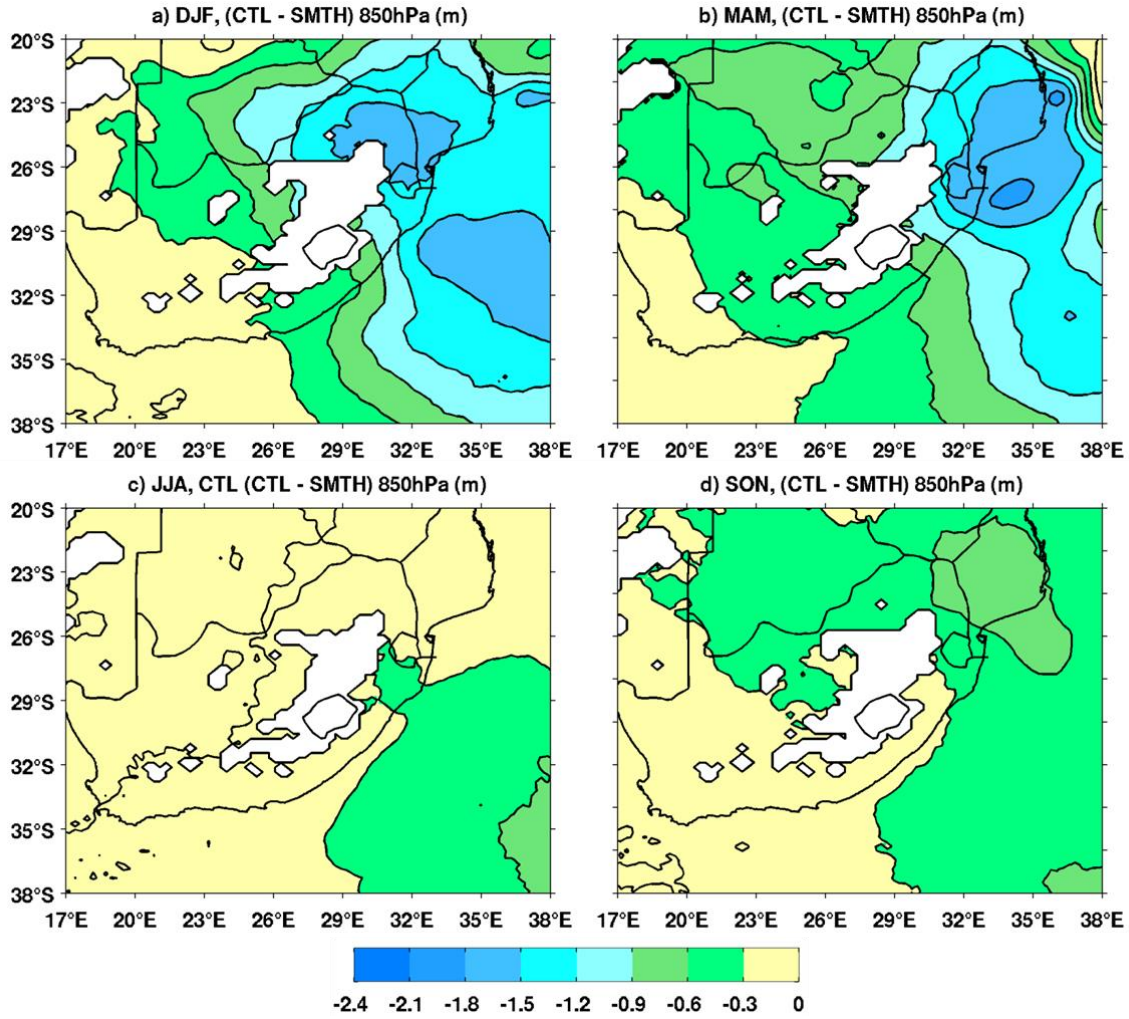 a) DJF, (CTL - SMTH) 850hPa (m)
b) MAM, (CTL - SMTH) 850hPa (m)
20°S
23°S
26°S
29°S
32°S
35°S
38°S
17°E 20°E 23°E 26°E 29°E 32°E 35°E 38°E
17°E 20°E 23°E 26°E 29°E 32°E 35°E 38°E
c) JJA, CTL (CTL - SMTH) 850hPa (m)
d) SON, (CTL - SMTH) 850hPa (m)
20°S
23°S
26°S
29°S
32°S
35°S
38°S
17°E 20°E 23°E 26°E 29°E 32°E 35°E 38°E
17°E 20°E 23°E 26°E 29°E 32°E 35°E 38°E
-2.4 -2.1 -1.8 -1.5 -1.2 -0.9 -0.6 -0.3 0